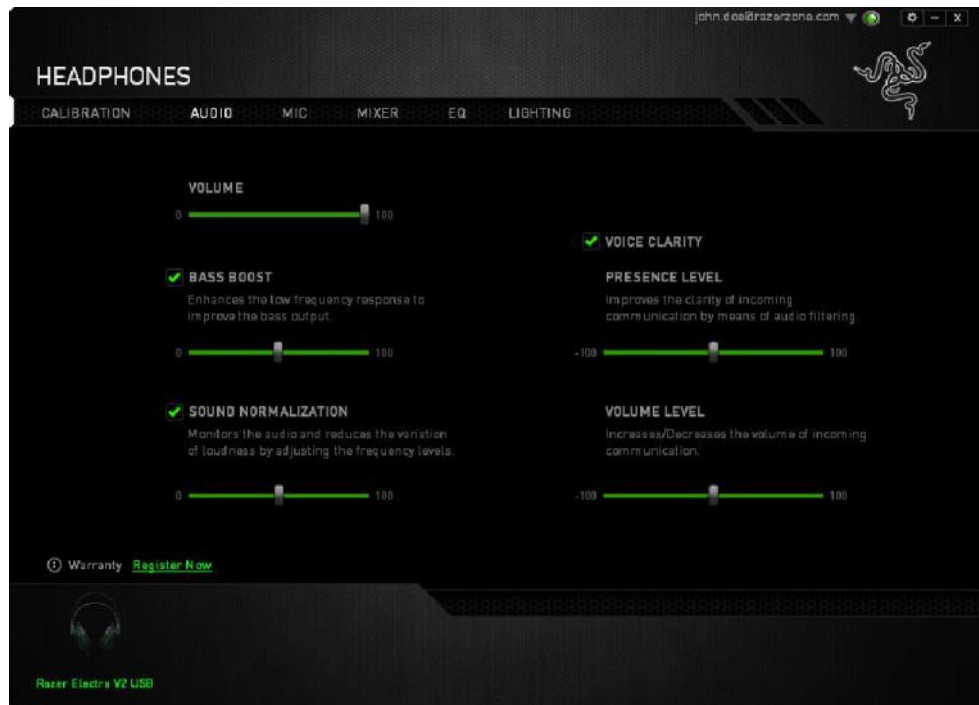 john.doe@razerzone.com
HEADPHONES
CALIBRATION AUDIO MIC MIXER EQ LIGHTING
VOLUME
0 100
BASS BOOST
Enhances the low frequency response to
improve the bass output.
0 100
SOUND NORMALIZATION
Monitors the audio and reduces the variation
of loudness by adjusting the frequency levels.
0 100
VOICE CLARITY
PRESENCE LEVEL
Improves the clarity of incoming
communication by means of audio filtering.
-100 100
VOLUME LEVEL
Increases/Decreases the volume of incoming
communication.
-100 100
Warranty Register Now
Razer Electra V2 USB